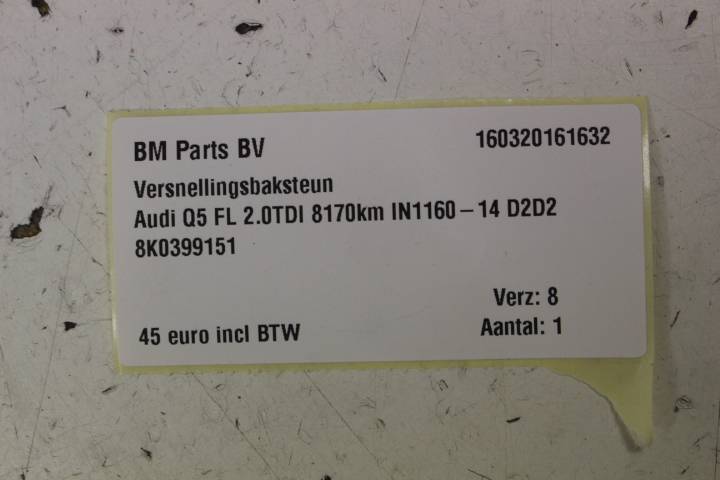 BM Parts BV 160320161632
Versnellingsbaksteun
Audi Q5 FL 2.0TDI 8170km IN1160-14 D2D2
8K0399151
Verz: 8
45 euro incl BTW Aantal: 1